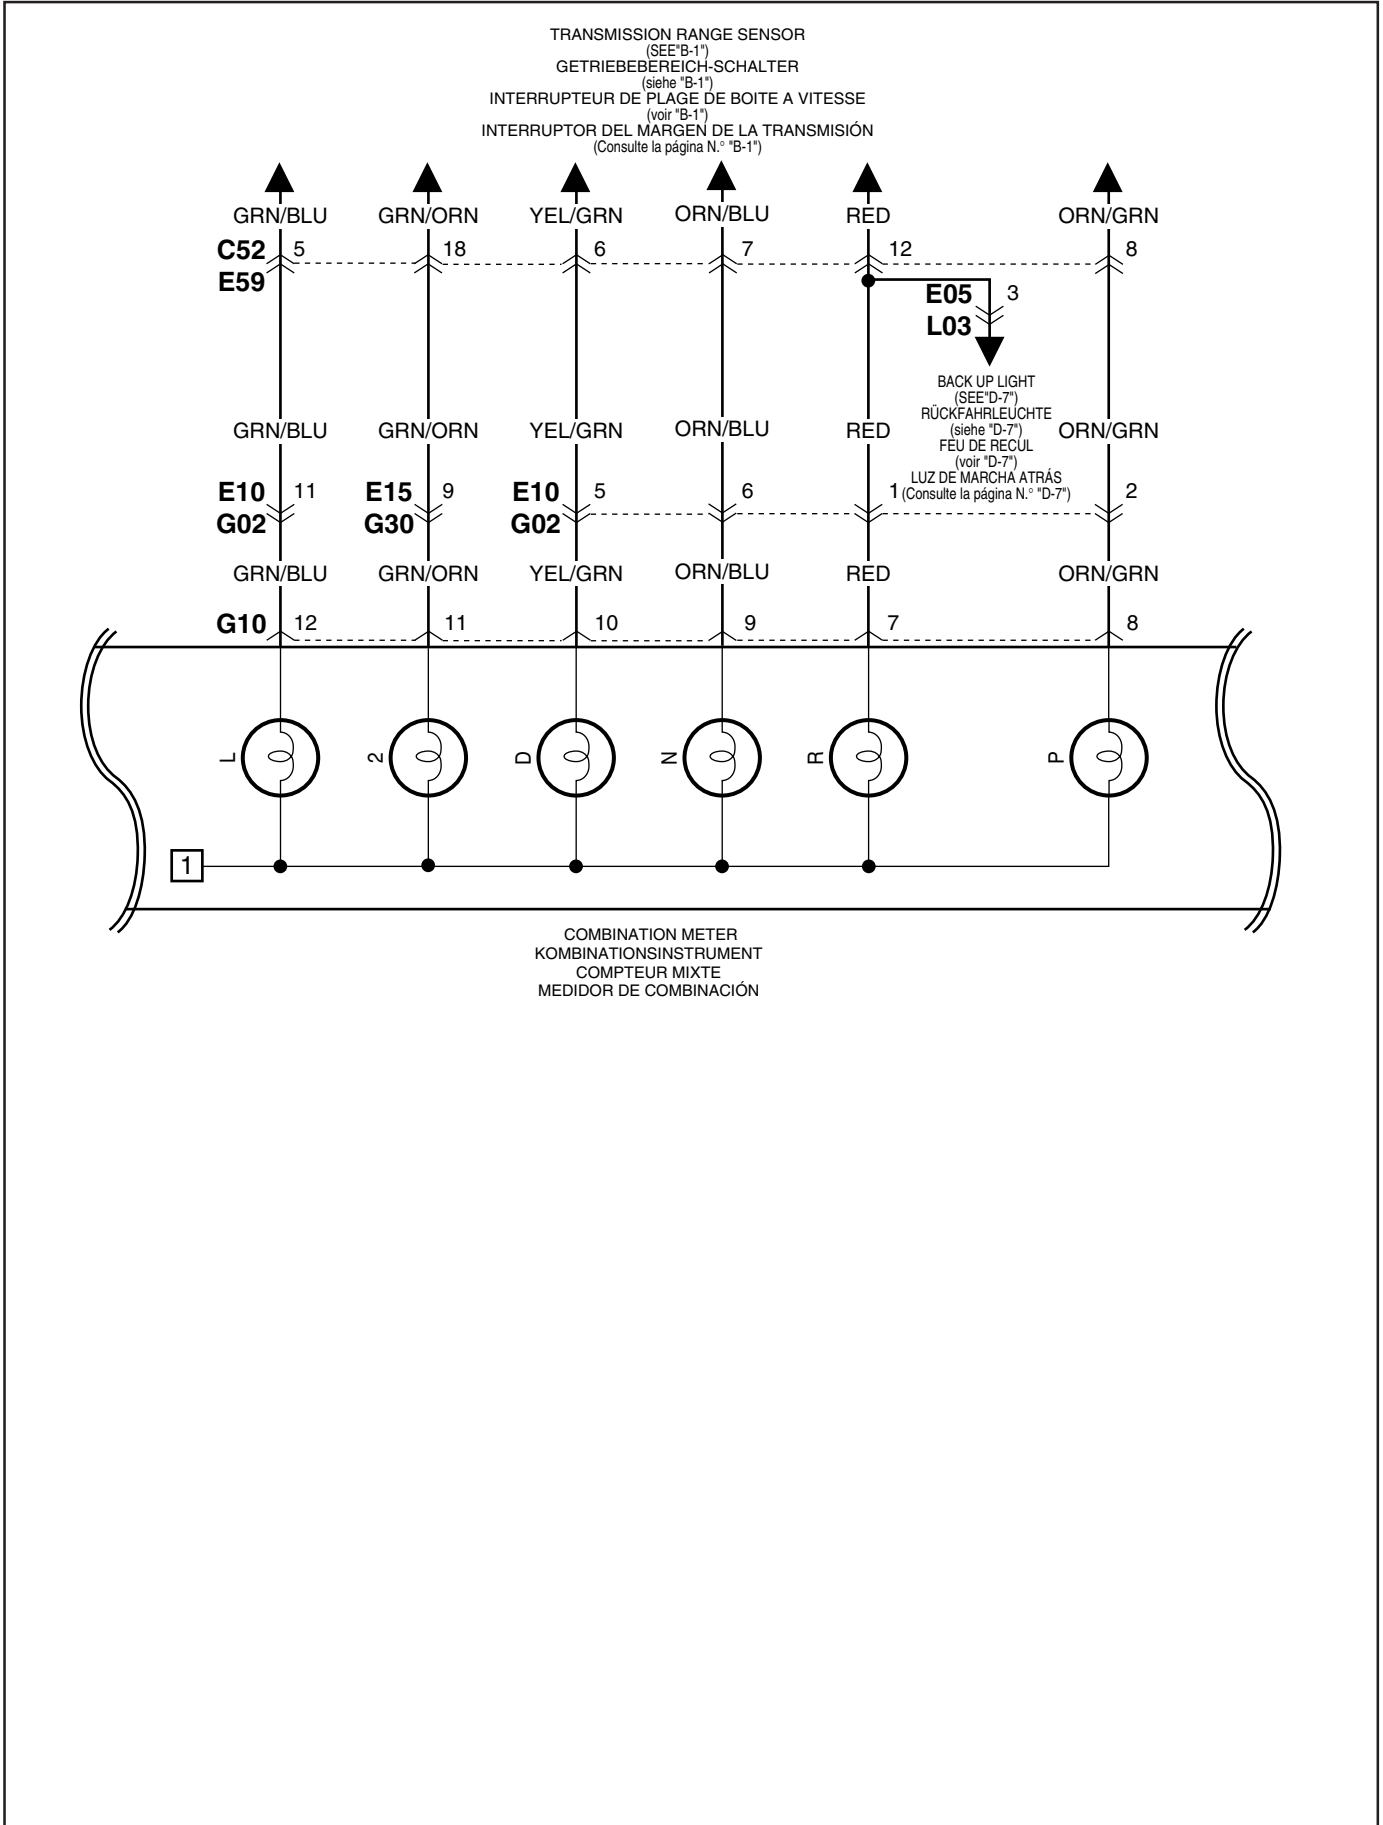 TRANSMISSION RANGE SENSOR
(SEE"B-1")
GETRIEBEBEREICH-SCHALTER
(siehe "B-1")
INTERRUPTEUR DE PLAGE DE BOITE A VITESSE
(voir "B-1")
INTERRUPTOR DEL MARGEN DE LA TRANSMISIÓN
(Consulte la página N.° "B-1")
GRN/BLU GRN/ORN YEL/GRN ORN/BLU RED ORN/GRN
C52 5 18 6 7 12 8
E59
E05 3
L03
BACK UP LIGHT
(SEE"D-7")
RÜCKFAHRLEUCHTE
(siehe "D-7")
FEU DE RECUL
(voir "D-7")
LUZ DE MARCHA ATRÁS
(Consulte la página N.° "D-7")
GRN/BLU GRN/ORN YEL/GRN ORN/BLU RED ORN/GRN
E10 11 E15 9 E10 5 6 1 2
G02 G30 G02
GRN/BLU GRN/ORN YEL/GRN ORN/BLU RED ORN/GRN
G10 12 11 10 9 7 8
L 2 D N R P
1
COMBINATION METER
KOMBINATIONSINSTRUMENT
COMPTEUR MIXTE
MEDIDOR DE COMBINACIÓN